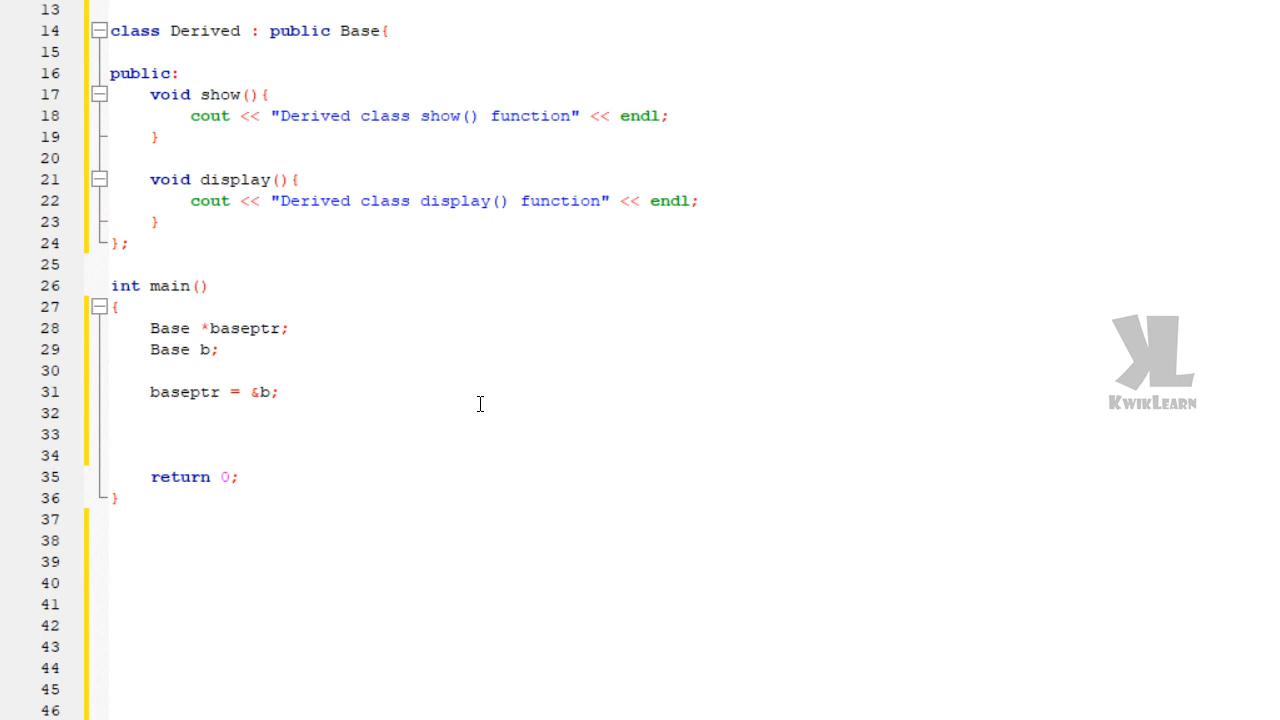 13
14 class Derived : public Base{
15
16 public:
17 void show(){
18 cout << "Derived class show() function" << endl;
19 }
20
21 void display(){
22 cout << "Derived class display() function" << endl;
23 }
24 };
25
26 int main()
27 {
28 Base *baseptr;
29 Base b;
30
31 baseptr = &b;
32
33
34
35 return 0;
36 }
37
38
39
40
41
42
43
44
45
46
KL
KWIKLEARN